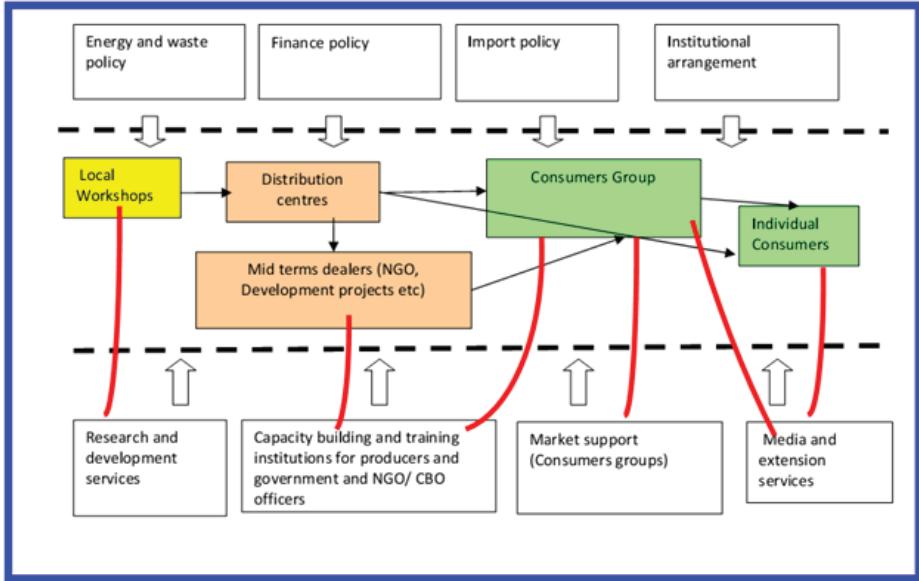 Energy and waste
policy
Finance policy
Import policy
Institutional
arrangement
Local
Workshops
Distribution
centres
Consumers Group
Individual
Consumers
Mid terms dealers (NGO,
Development projects etc)
Research and
development
services
Capacity building and training
institutions for producers and
government and NGO/ CBO
officers
Market support
(Consumers groups)
Media and
extension
services